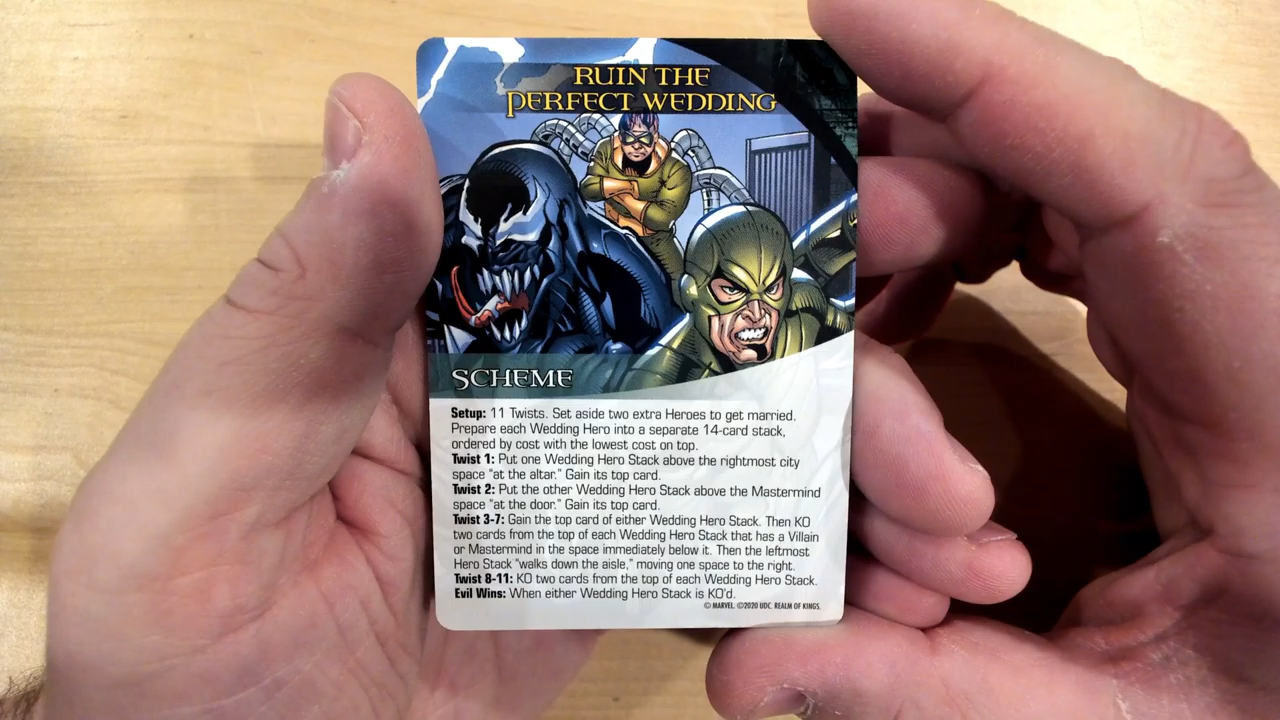 RUIN THE
PERFECT WEDDING
SCHEME
Setup: 11 Twists. Set aside two extra Heroes to get married.
Prepare each Wedding Hero into a separate 14-card stack,
ordered by cost with the lowest cost on top.
Twist 1: Put one Wedding Hero Stack above the rightmost city
space "at the altar." Gain its top card.
Twist 2: Put the other Wedding Hero Stack above the Mastermind
space "at the door." Gain its top card.
Twist 3-7: Gain the top card of either Wedding Hero Stack. Then KO
two cards from the top of each Wedding Hero Stack that has a Villain
or Mastermind in the space immediately below it. Then the leftmost
Hero Stack "walks down the aisle," moving one space to the right.
Twist 8-11: KO two cards from the top of each Wedding Hero Stack.
Evil Wins: When either Wedding Hero Stack is KO'd.
© MARVEL. ©2020 UDC. REALM OF KINGS.